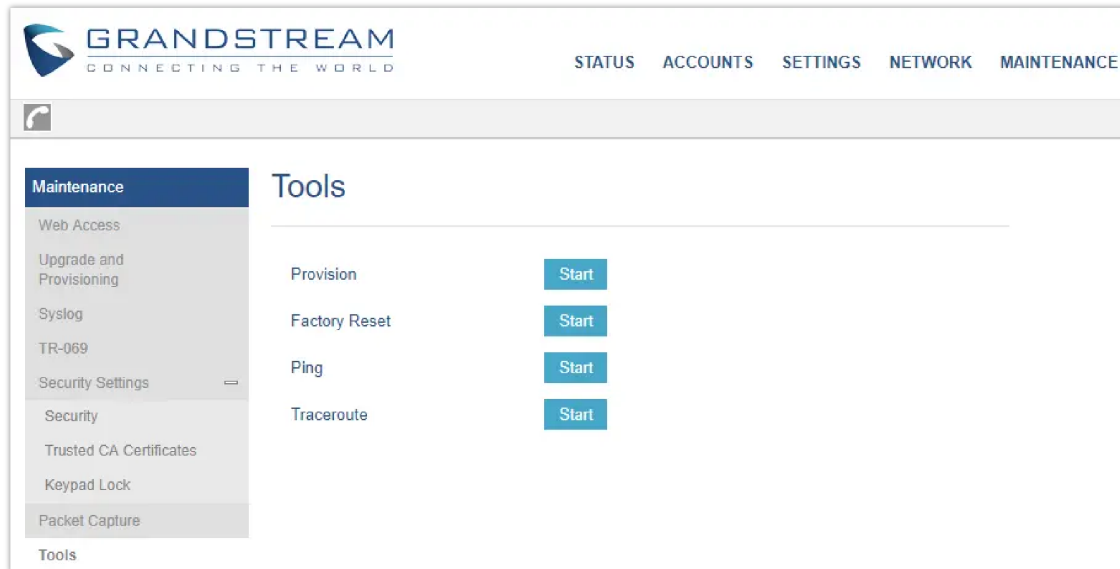 GRANDSTREAM
CONNECTING THE WORLD
STATUS ACCOUNTS SETTINGS NETWORK MAINTENANCE
Maintenance
Web Access
Upgrade and
Provisioning
Syslog
TR-069
Security Settings
Security
Trusted CA Certificates
Keypad Lock
Packet Capture
Tools
Tools
Provision Start
Factory Reset Start
Ping Start
Traceroute Start